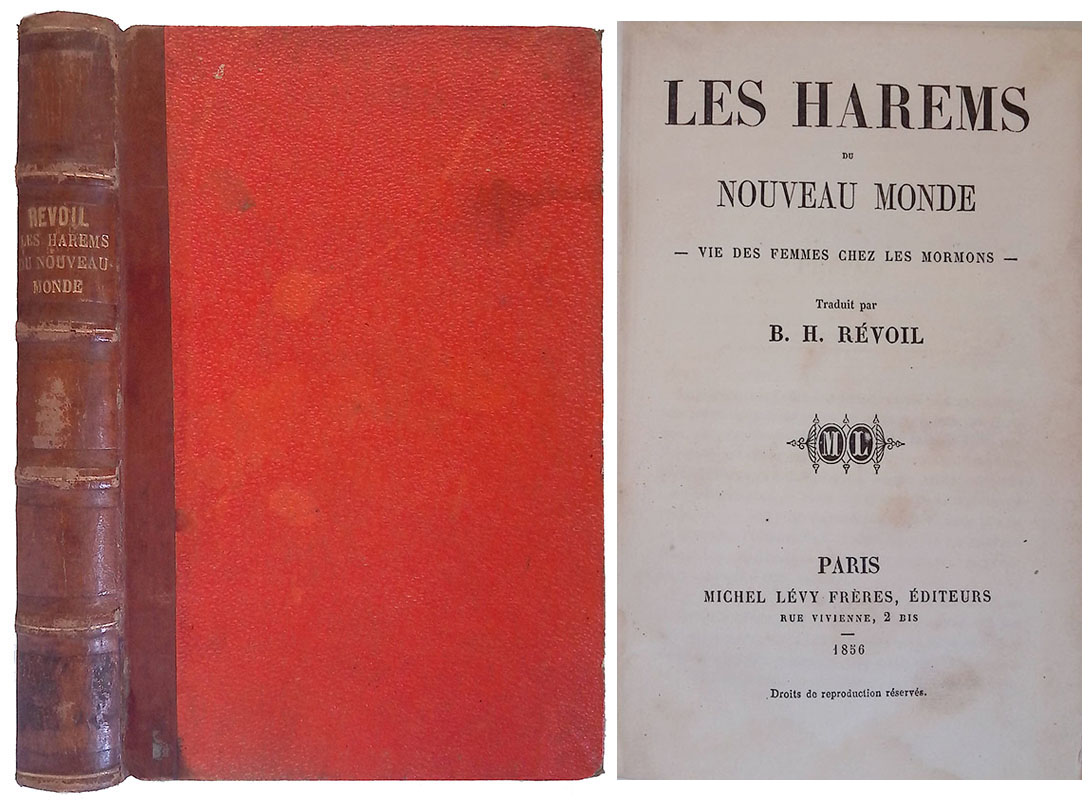 REVOIL
LES HAREMS
DU NOUVEAU
MONDE
LES HAREMS
DU
NOUVEAU MONDE
— VIE DES FEMMES CHEZ LES MORMONS —
Traduit par
B. H. RÉVOIL
ML
PARIS
MICHEL LÉVY FRÈRES, ÉDITEURS
RUE VIVIENNE, 2 BIS
—
1856
Droits de reproduction réservés.